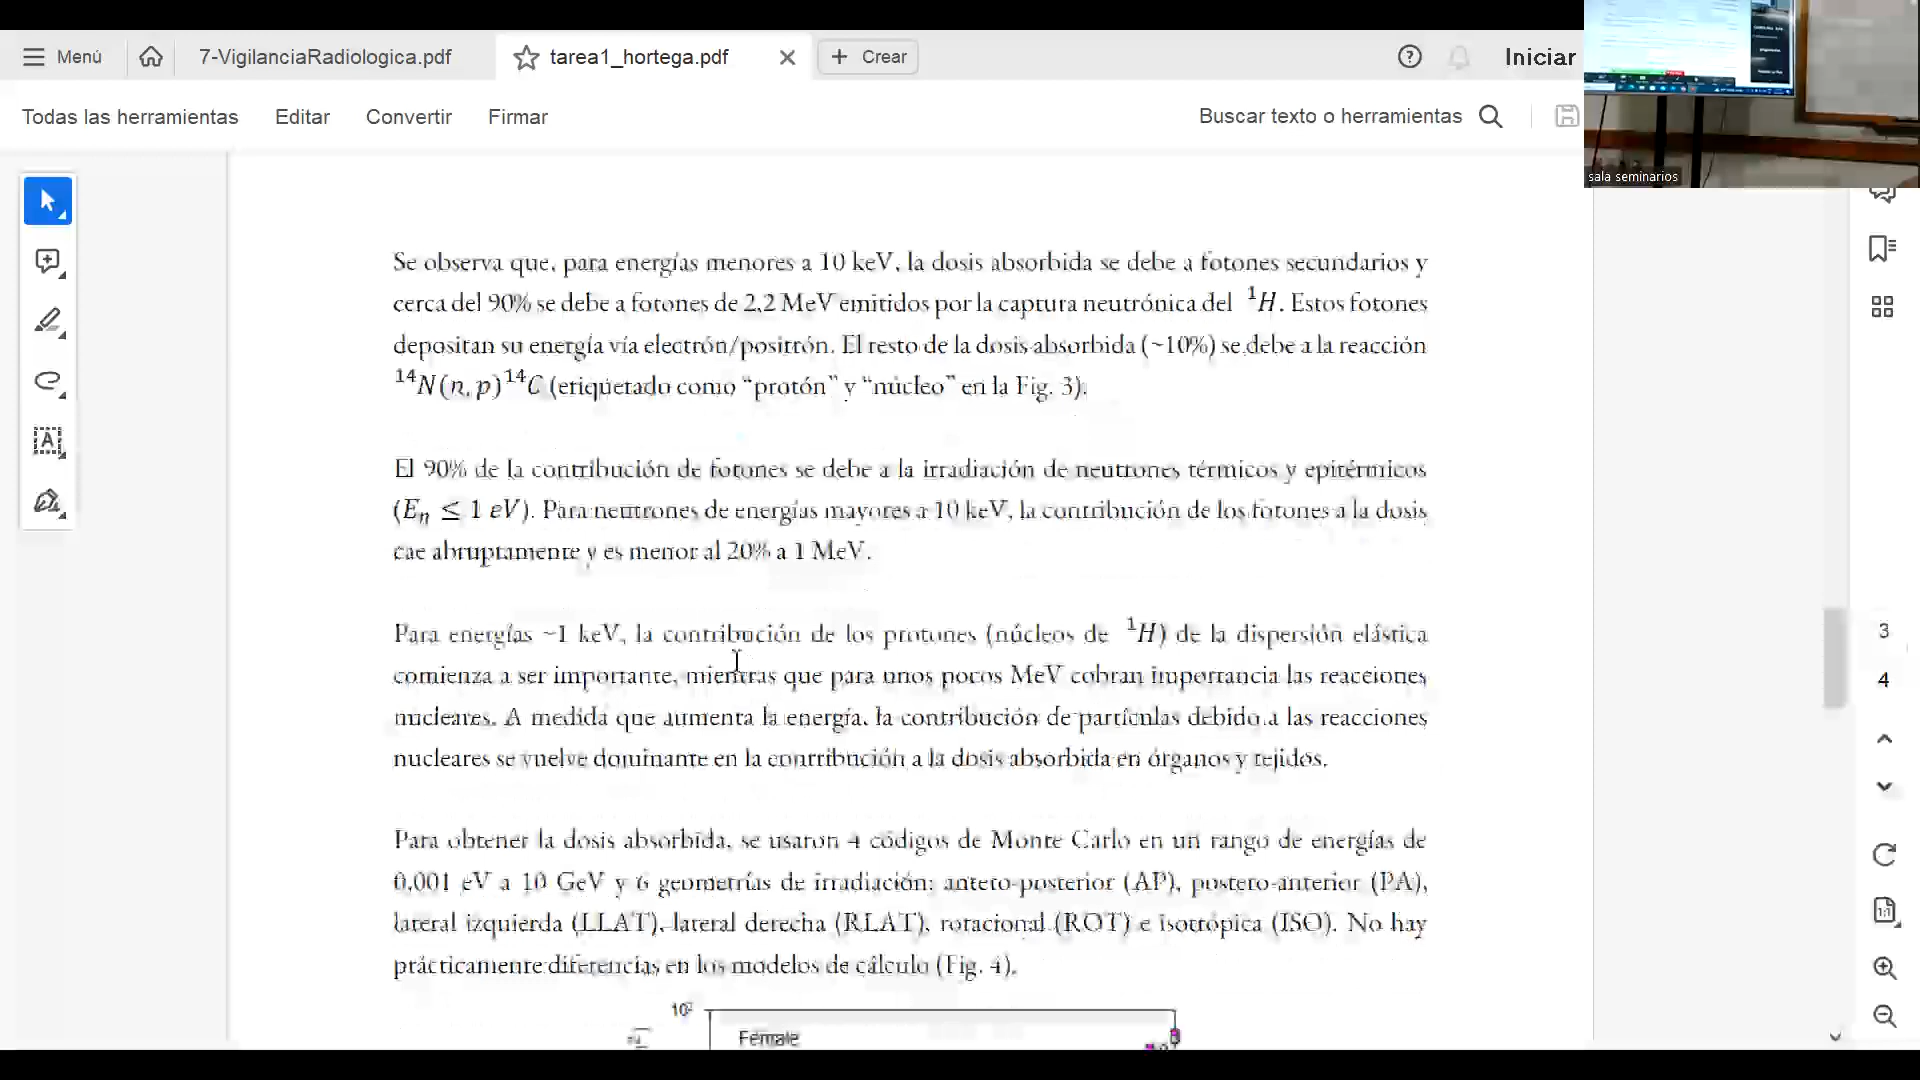 Menú
7-VigilanciaRadiologica.pdf
tarea1_hortega.pdf
Crear
Iniciar
Todas las herramientas
Editar
Convertir
Firmar
Buscar texto o herramientas
sala seminarios
Se observa que, para energías menores a 10 keV, la dosis absorbida se debe a fotones secundarios y
cerca del 90% se debe a fotones de 2,2 MeV emitidos por la captura neutrónica del ¹H. Estos fotones
depositan su energía vía electrón/positrón. El resto de la dosis absorbida (~10%) se debe a la reacción
¹⁴N(n, p)¹⁴C (etiquetado como “protón” y “núcleo” en la Fig. 3).
El 90% de la contribución de fotones se debe a la irradiación de neutrones térmicos y epitérmicos
(Eₙ ≤ 1 eV). Para neutrones de energías mayores a 10 keV, la contribución de los fotones a la dosis
cae abruptamente y es menor al 20% a 1 MeV.
Para energías ~1 keV, la contribución de los protones (núcleos de ¹H) de la dispersión elástica
comienza a ser importante, mientras que para unos pocos MeV cobran importancia las reacciones
nucleares. A medida que aumenta la energía, la contribución de partículas debido a las reacciones
nucleares se vuelve dominante en la contribución a la dosis absorbida en órganos y tejidos.
Para obtener la dosis absorbida, se usaron 4 códigos de Monte Carlo en un rango de energías de
0,001 eV a 10 GeV y 6 geometrías de irradiación: antero-posterior (AP), postero-anterior (PA),
lateral izquierda (LLAT), lateral derecha (RLAT), rotacional (ROT) e isotrópica (ISO). No hay
prácticamente diferencias en los modelos de cálculo (Fig. 4).
10²
Female
3
4